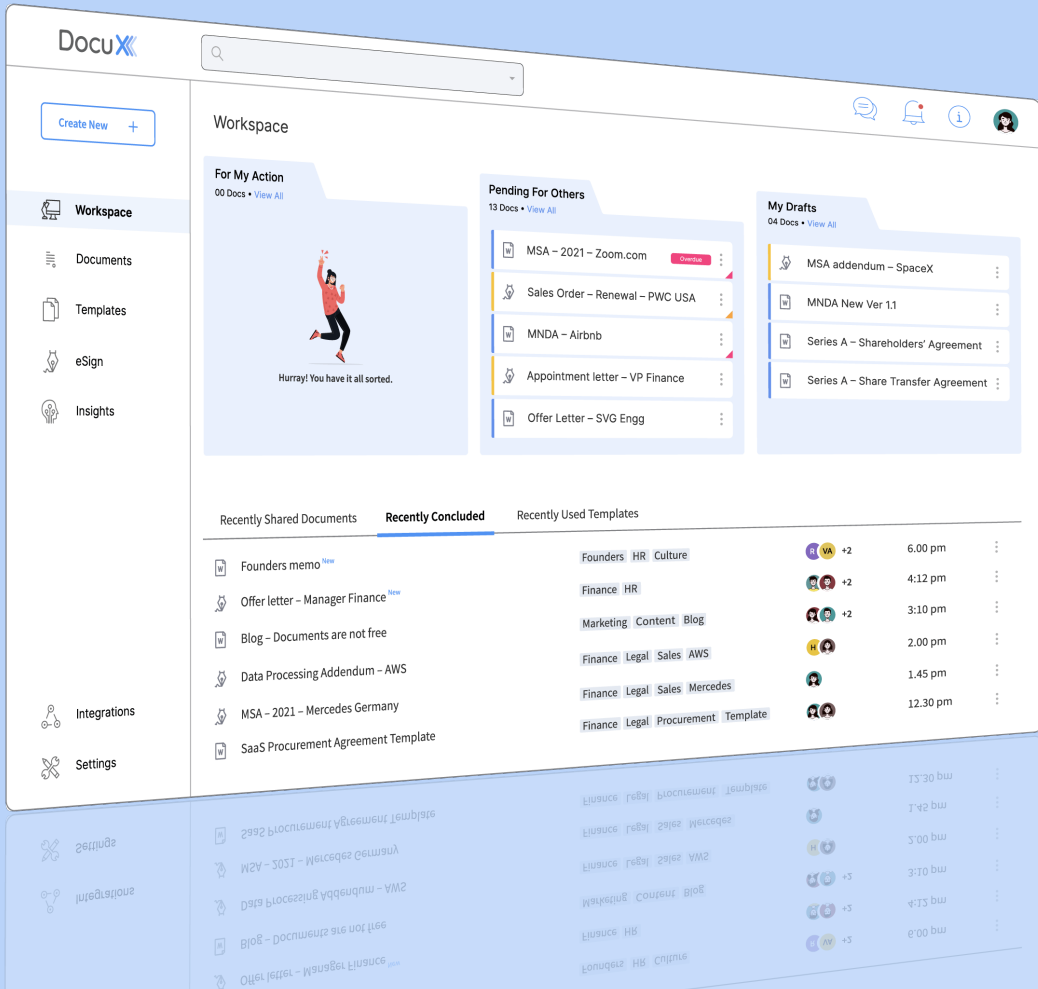 DocuX
Create New +
Workspace
Documents
Templates
eSign
Insights
Integrations
Settings
Workspace
For My Action
00 Docs • View All
Hurray! You have it all sorted.
Pending For Others
13 Docs • View All
MSA – 2021 – Zoom.com Overdue
Sales Order – Renewal – PWC USA
MNDA – Airbnb
Appointment letter – VP Finance
Offer Letter – SVG Engg
My Drafts
04 Docs • View All
MSA addendum – SpaceX
MNDA New Ver 1.1
Series A – Shareholders' Agreement
Series A – Share Transfer Agreement
Recently Shared Documents Recently Concluded Recently Used Templates
Founders memo New Founders HR Culture R VA +2 6.00 pm
Offer letter – Manager Finance New Finance HR +2 4:12 pm
Blog – Documents are not free Marketing Content Blog +2 3:10 pm
Data Processing Addendum – AWS Finance Legal Sales AWS H 2.00 pm
MSA – 2021 – Mercedes Germany Finance Legal Sales Mercedes 1.45 pm
SaaS Procurement Agreement Template Finance Legal Procurement Template 12.30 pm